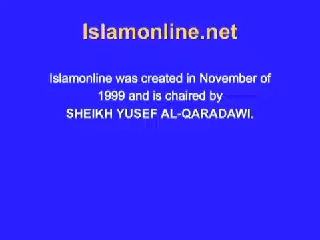 Islamonline.net
Islamonline was created in November of
1999 and is chaired by
SHEIKH YUSEF AL-QARADAWI.